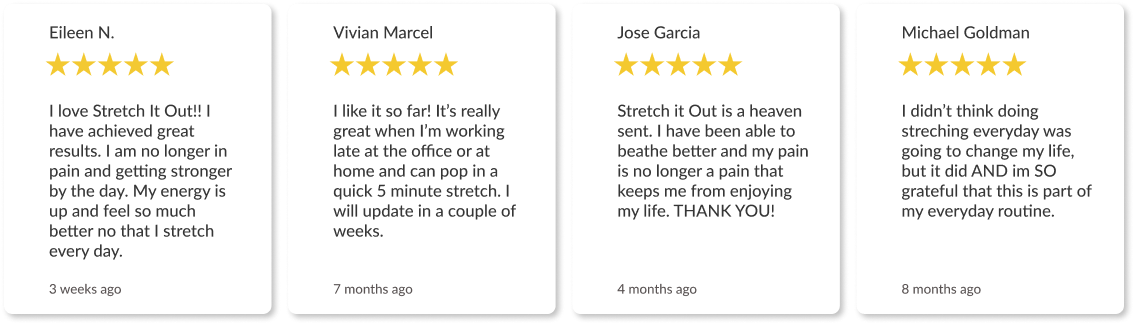 Eileen N.
I love Stretch It Out!! I
have achieved great
results. I am no longer in
pain and getting stronger
by the day. My energy is
up and feel so much
better no that I stretch
every day.
3 weeks ago
Vivian Marcel
I like it so far! It’s really
great when I’m working
late at the office or at
home and can pop in a
quick 5 minute stretch. I
will update in a couple of
weeks.
7 months ago
Jose Garcia
Stretch it Out is a heaven
sent. I have been able to
beathe better and my pain
is no longer a pain that
keeps me from enjoying
my life. THANK YOU!
4 months ago
Michael Goldman
I didn’t think doing
streching everyday was
going to change my life,
but it did AND im SO
grateful that this is part of
my everyday routine.
8 months ago